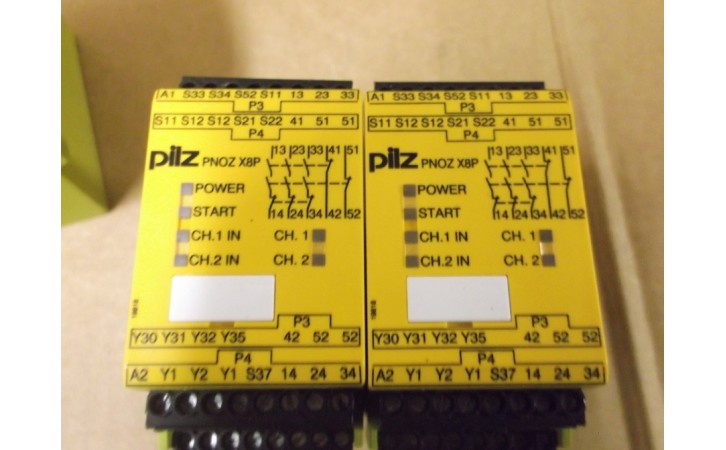 A1 S33 S34 S52 S11 13 23 33
P3
S11 S12 S12 S21 S22 41 51 51
P4
pilz PNOZ X8P
13 23 33 41 51
POWER
START
14 24 34 42 52
CH.1 IN CH. 1
CH.2 IN CH. 2
P3
Y30 Y31 Y32 Y35 42 52 52
P4
A2 Y1 Y2 Y1 S37 14 24 34
A1 S33 S34 S52 S11 13 23 33
P3
S11 S12 S12 S21 S22 41 51 51
P4
pilz PNOZ X8P
13 23 33 41 51
POWER
START
14 24 34 42 52
CH.1 IN CH. 1
CH.2 IN CH. 2
P3
Y30 Y31 Y32 Y35 42 52 52
P4
A2 Y1 Y2 Y1 S37 14 24 34